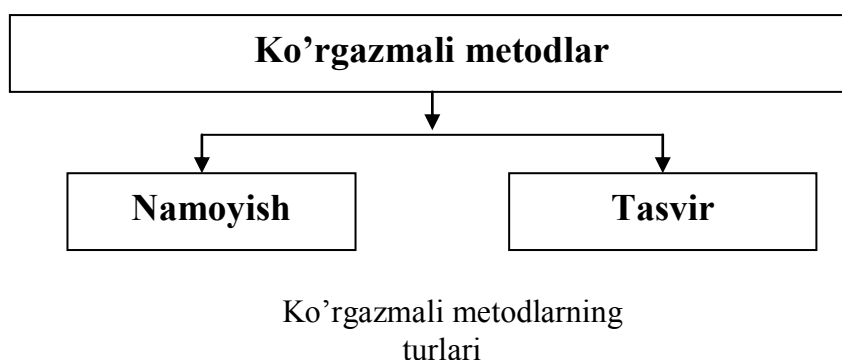 Ko’rgazmali metodlar
Namoyish
Tasvir
Ko’rgazmali metodlarning
turlari